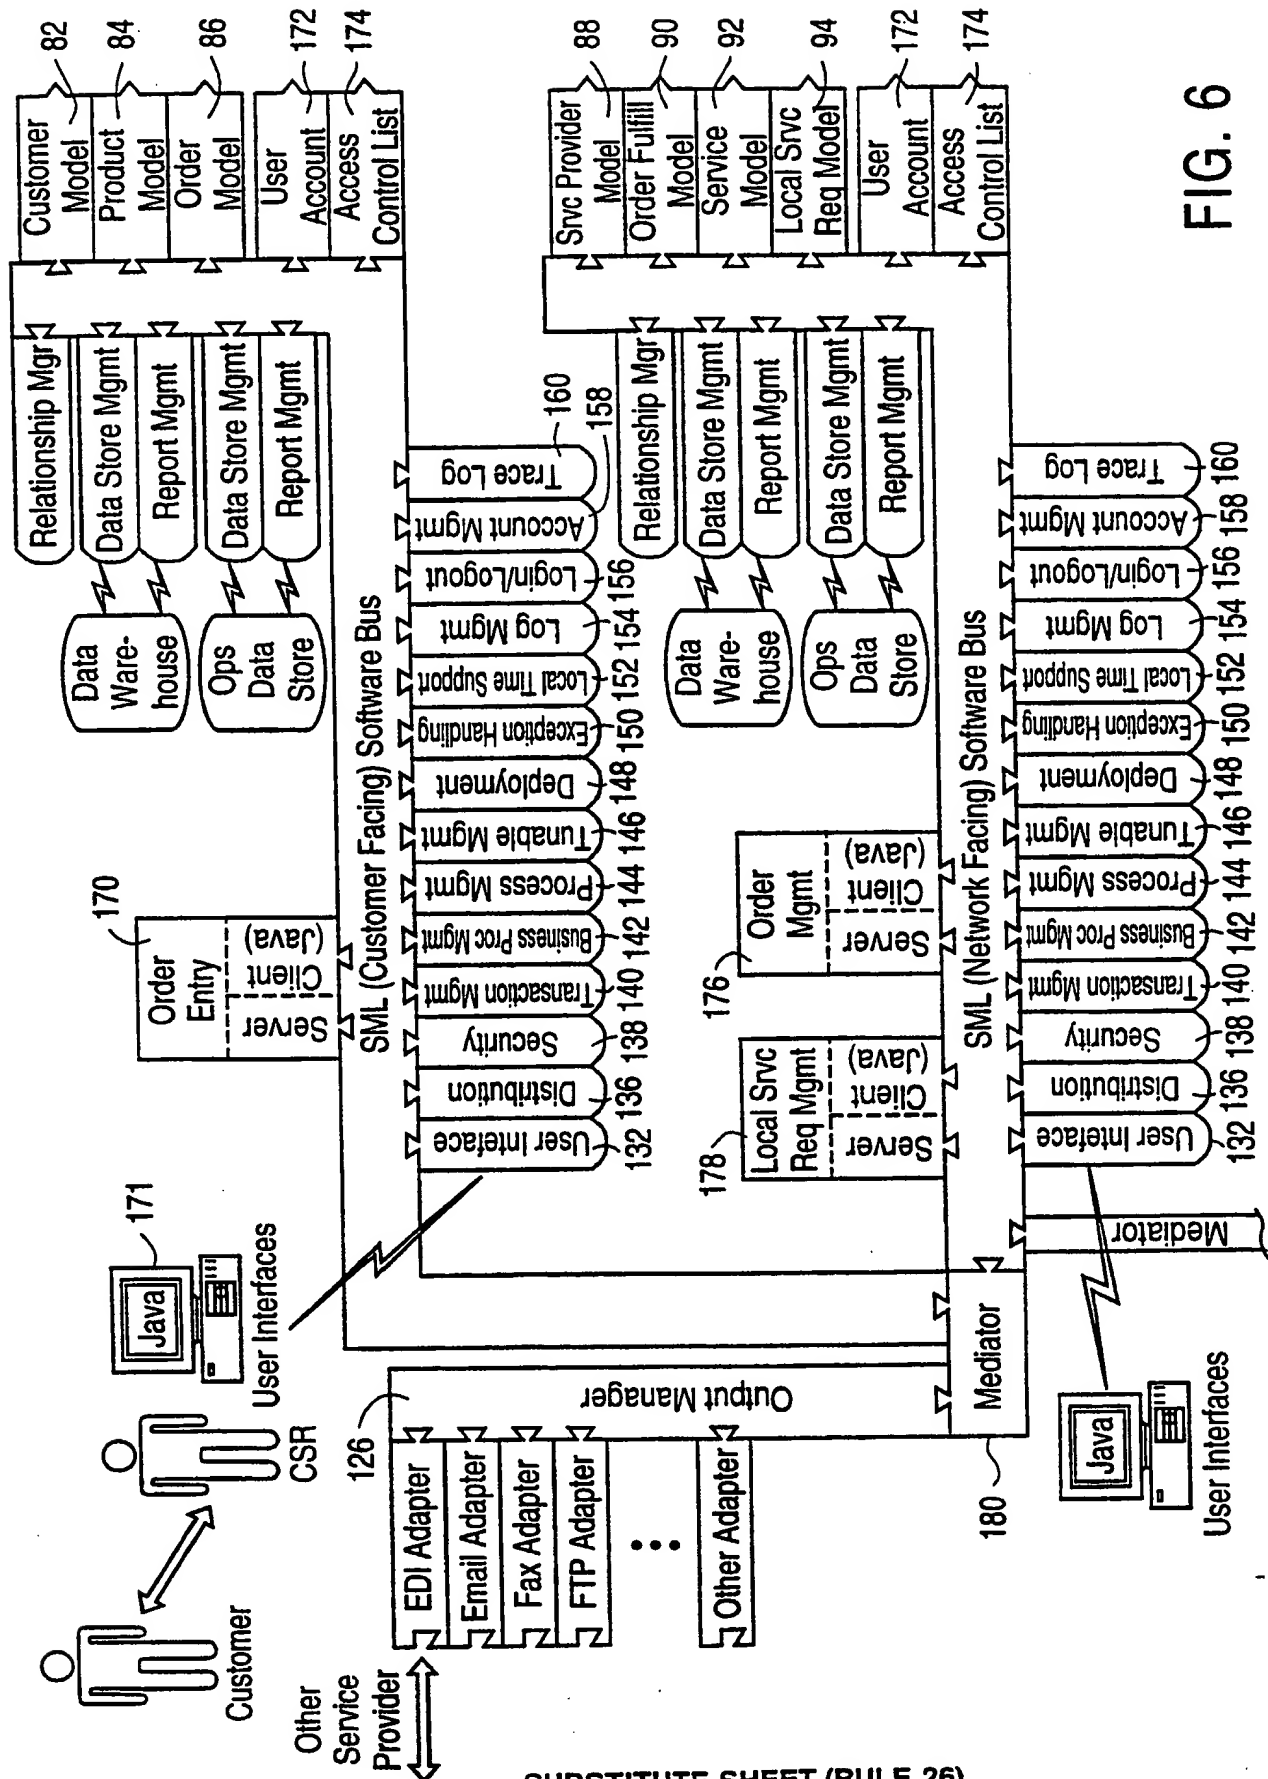 Customer
CSR
User Interfaces
Java
171
Other
Service
Provider
EDI Adapter
Email Adapter
Fax Adapter
FTP Adapter
•••
Other Adapter
126
Output Manager
Mediator
180
170
Order
Entry
Server
Client
(Java)
SML (Customer Facing) Software Bus
Data
Ware-
house
Ops
Data
Store
Relationship Mgr
Data Store Mgmt
Report Mgmt
Data Store Mgmt
Report Mgmt
Customer
Model
82
Product
Model
84
Order
Model
86
User
Account
172
Access
Control List
174
User Inteface
132
Distribution
136
Security
138
Transaction Mgmt
140
Business Proc Mgmt
142
Process Mgmt
144
Tunable Mgmt
146
Deployment
148
Exception Handling
150
Local Time Support
152
Log Mgmt
154
Login/Logout
156
Account Mgmt
158
Trace Log
160
178
Local Srvc
Req Mgmt
Server
Client
(Java)
176
Order
Mgmt
Server
Client
(Java)
SML (Network Facing) Software Bus
Data
Ware-
house
Ops
Data
Store
Relationship Mgr
Data Store Mgmt
Report Mgmt
Data Store Mgmt
Report Mgmt
Srvc Provider
Model
88
Order Fulfill
Model
90
Service
Model
92
Local Srvc
Req Model
94
User
Account
172
Access
Control List
174
Mediator
User Inteface
132
Distribution
136
Security
138
Transaction Mgmt
140
Business Proc Mgmt
142
Process Mgmt
144
Tunable Mgmt
146
Deployment
148
Exception Handling
150
Local Time Support
152
Log Mgmt
154
Login/Logout
156
Account Mgmt
158
Trace Log
160
Java
User Interfaces
FIG. 6
SUBSTITUTE SHEET (RULE 26)